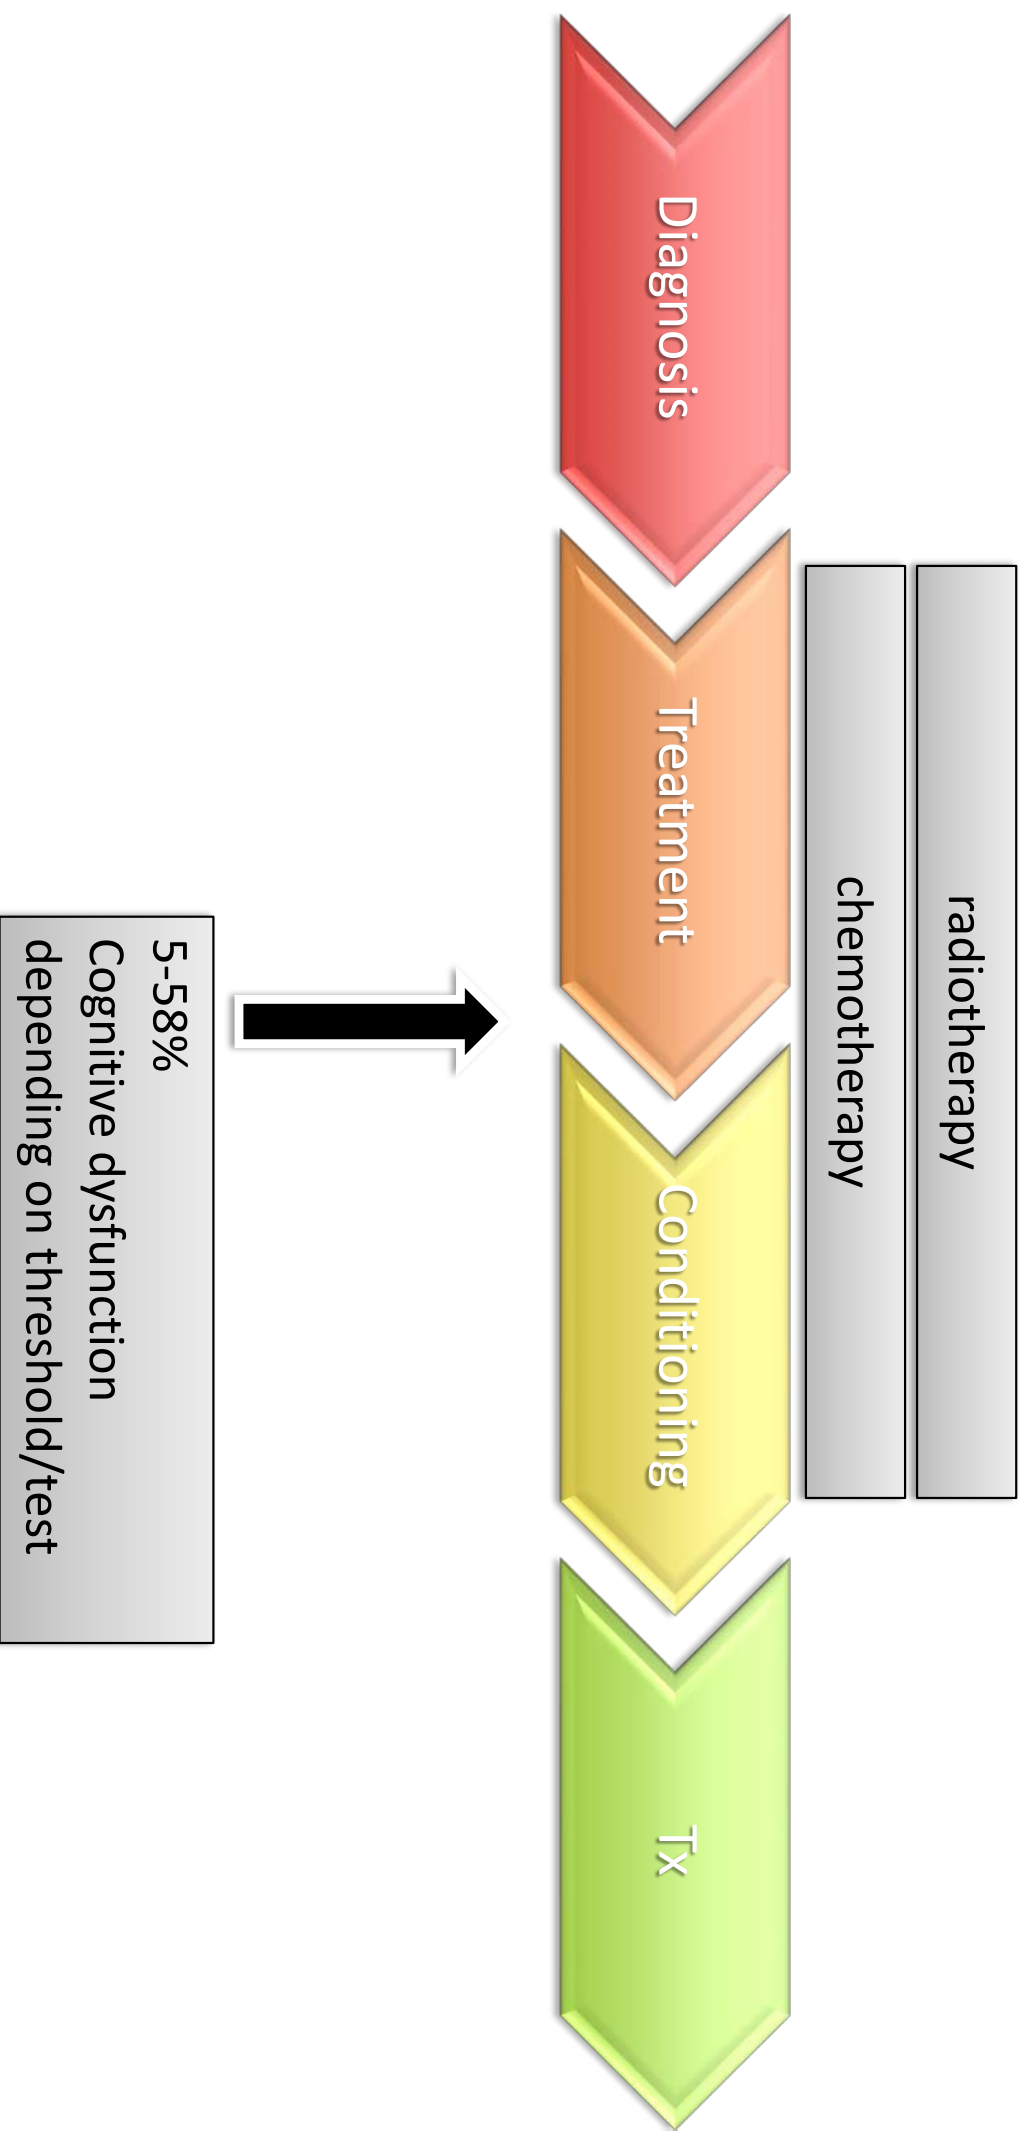 radiotherapy
chemotherapy
Diagnosis
Treatment
Conditioning
Tx
5-58%
Cognitive dysfunction
depending on threshold/test